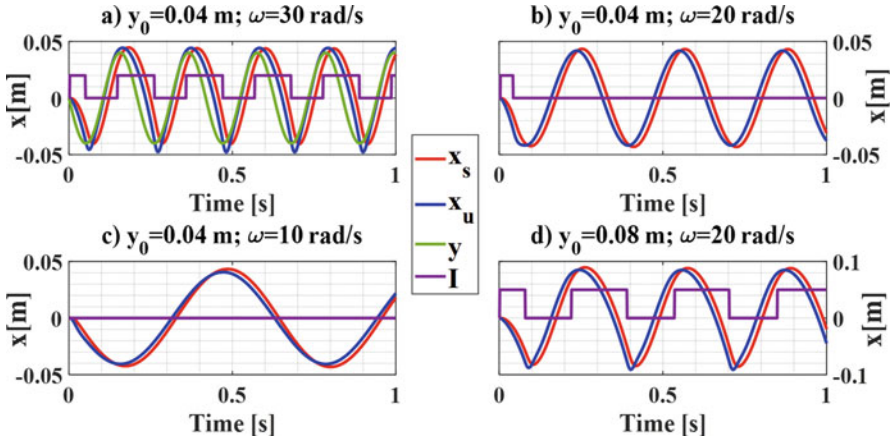 a) y₀=0.04 m; ω=30 rad/s
b) y₀=0.04 m; ω=20 rad/s
x[m]
0.05
0
-0.05
0
0.5
1
Time [s]
0.05
0
-0.05
x[m]
0
0.5
1
Time [s]
xₛ
xᵤ
y
I
c) y₀=0.04 m; ω=10 rad/s
d) y₀=0.08 m; ω=20 rad/s
x[m]
0.05
0
-0.05
0
0.5
1
Time [s]
0.1
0
-0.1
x[m]
0
0.5
1
Time [s]